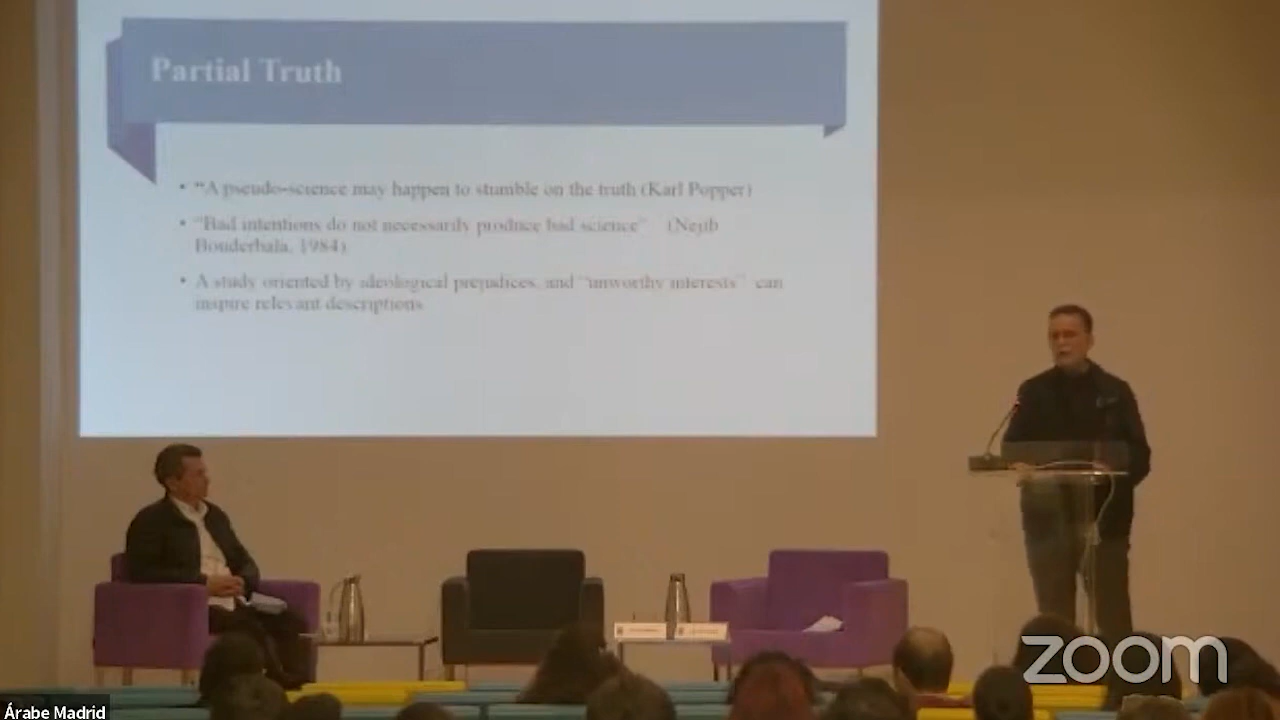 Partial Truth
• “A pseudo-science may happen to stumble on the truth (Karl Popper)
• “Bad intentions do not necessarily produce bad science” (Nejib
Bouderbala, 1984)
• A study oriented by ideological prejudices, and “unworthy interests” can
inspire relevant descriptions.
zoom
Árabe Madrid